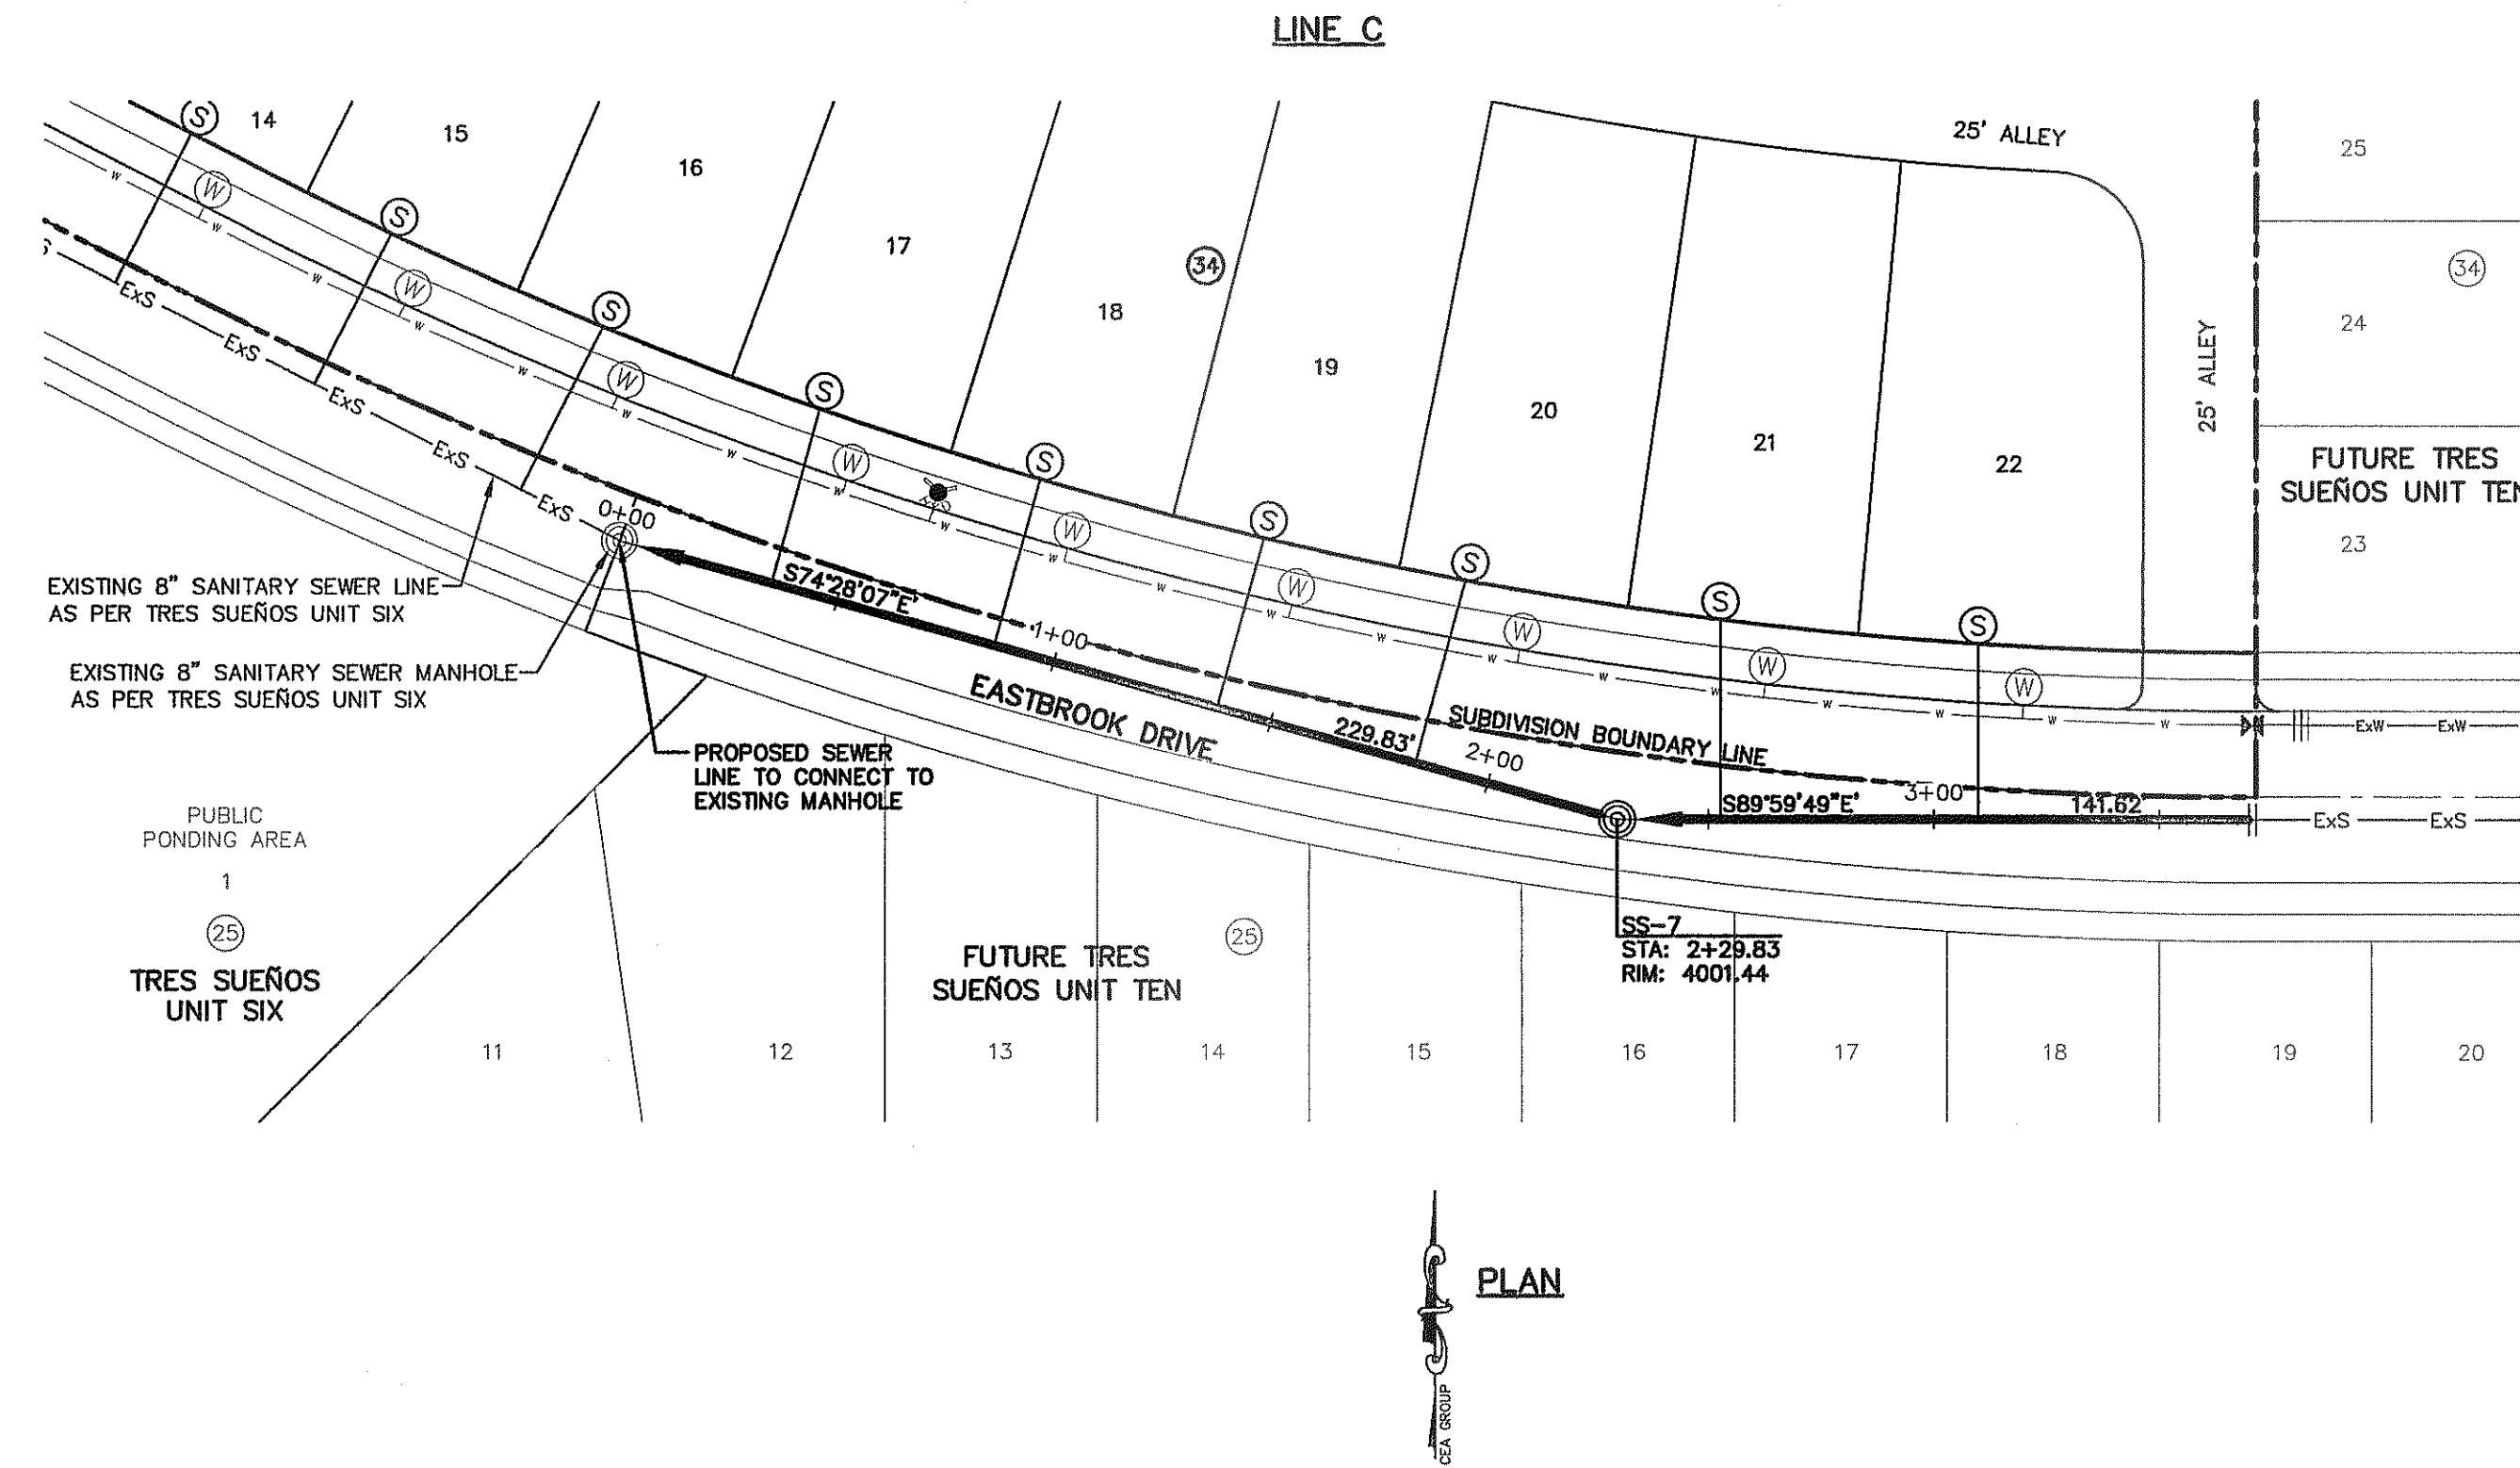 LINE C
14
15
16
17
18
19
20
21
22
34
25' ALLEY
25' ALLEY
25
24
34
FUTURE TRES
SUEÑOS UNIT TEN
23
S
S
S
S
S
S
S
S
S
W
W
W
W
W
W
W
W
W
ExS
ExS
ExS
ExS
ExS
0+00
S74°28'07"E'
1+00
229.83'
2+00
SUBDIVISION BOUNDARY LINE
S89°59'49"E'
3+00
141.62
ExW
ExW
ExS
ExS
EASTBROOK DRIVE
EXISTING 8" SANITARY SEWER LINE
AS PER TRES SUEÑOS UNIT SIX
EXISTING 8" SANITARY SEWER MANHOLE
AS PER TRES SUEÑOS UNIT SIX
PROPOSED SEWER
LINE TO CONNECT TO
EXISTING MANHOLE
PUBLIC
PONDING AREA
1
25
TRES SUEÑOS
UNIT SIX
FUTURE TRES
SUEÑOS UNIT TEN
25
SS-7
STA: 2+29.83
RIM: 4001.44
11
12
13
14
15
16
17
18
19
20
PLAN
CEA GROUP